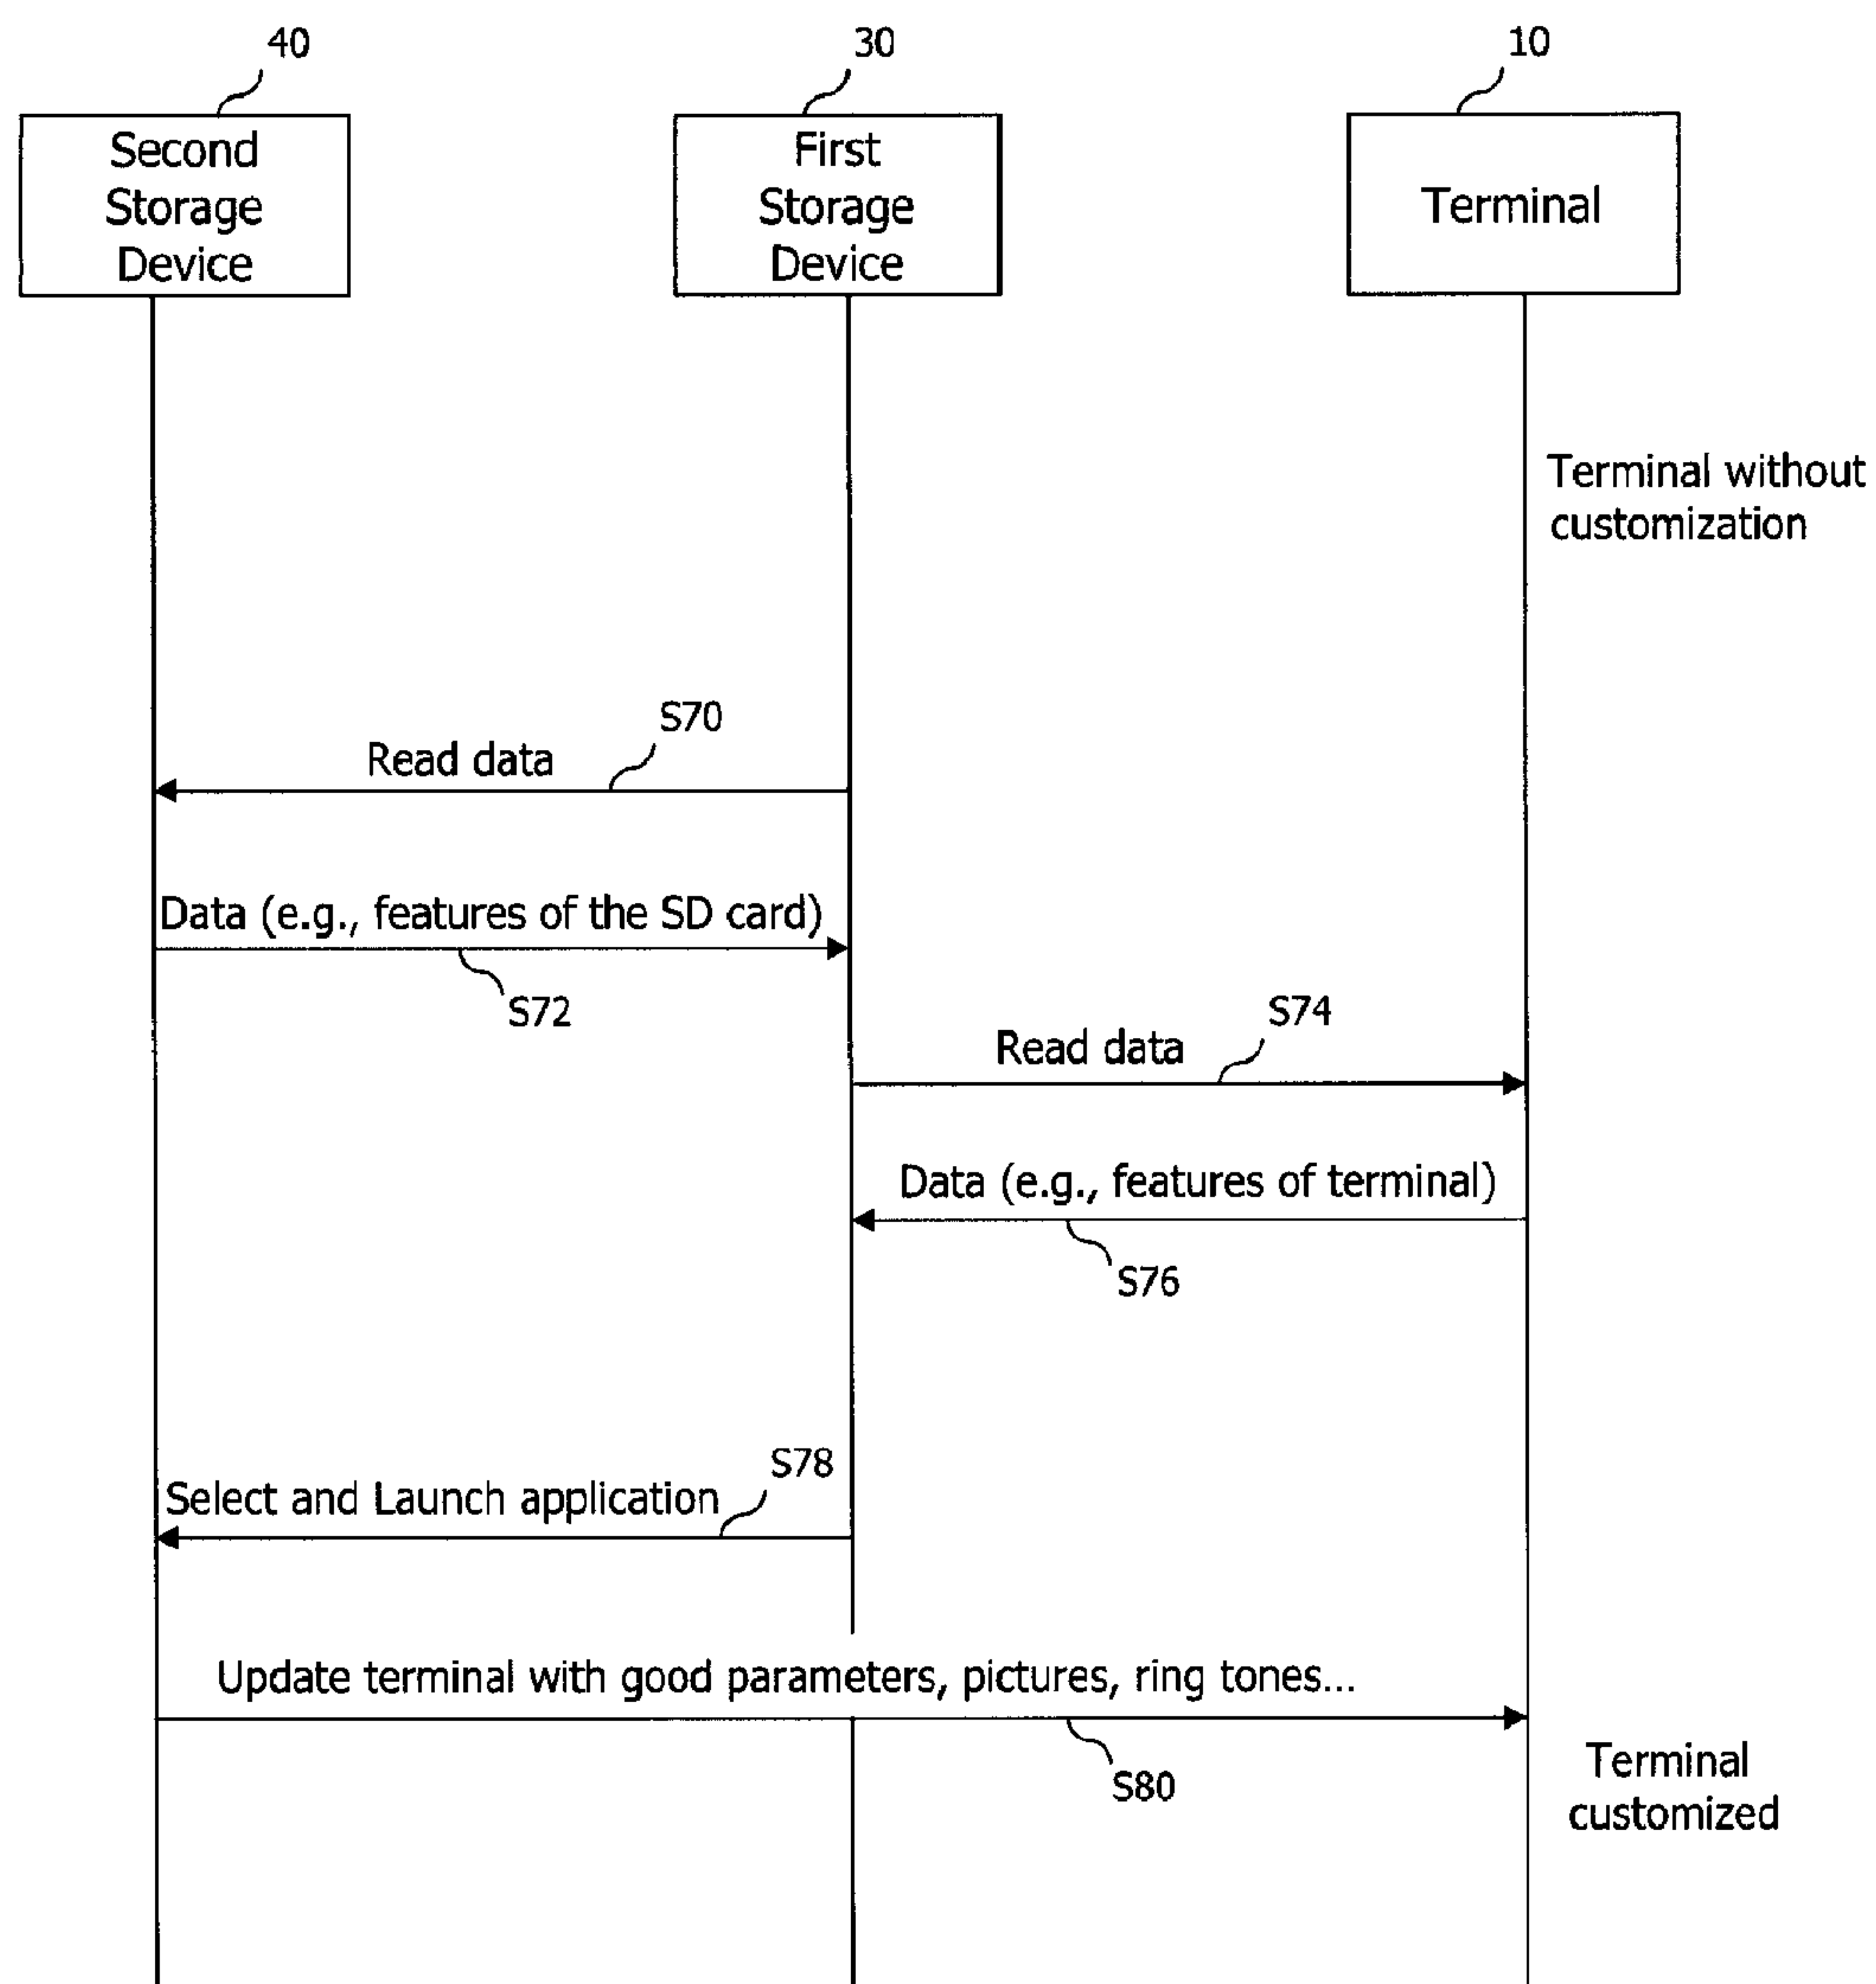 40
30
10
Second
Storage
Device
First
Storage
Device
Terminal
Terminal without
customization
S70
Read data
Data (e.g., features of the SD card)
S72
S74
Read data
Data (e.g., features of terminal)
S76
S78
Select and Launch application
Update terminal with good parameters, pictures, ring tones...
S80
Terminal
customized